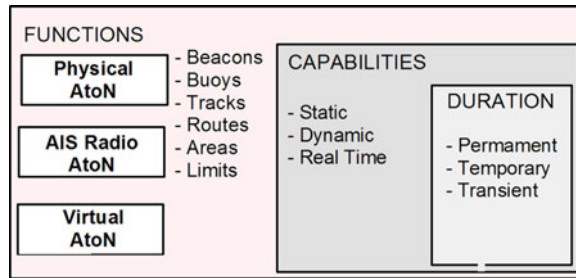 FUNCTIONS
Physical
AtoN
AIS Radio
AtoN
Virtual
AtoN
- Beacons
- Buoys
- Tracks
- Routes
- Areas
- Limits
CAPABILITIES
- Static
- Dynamic
- Real Time
DURATION
- Permament
- Temporary
- Transient